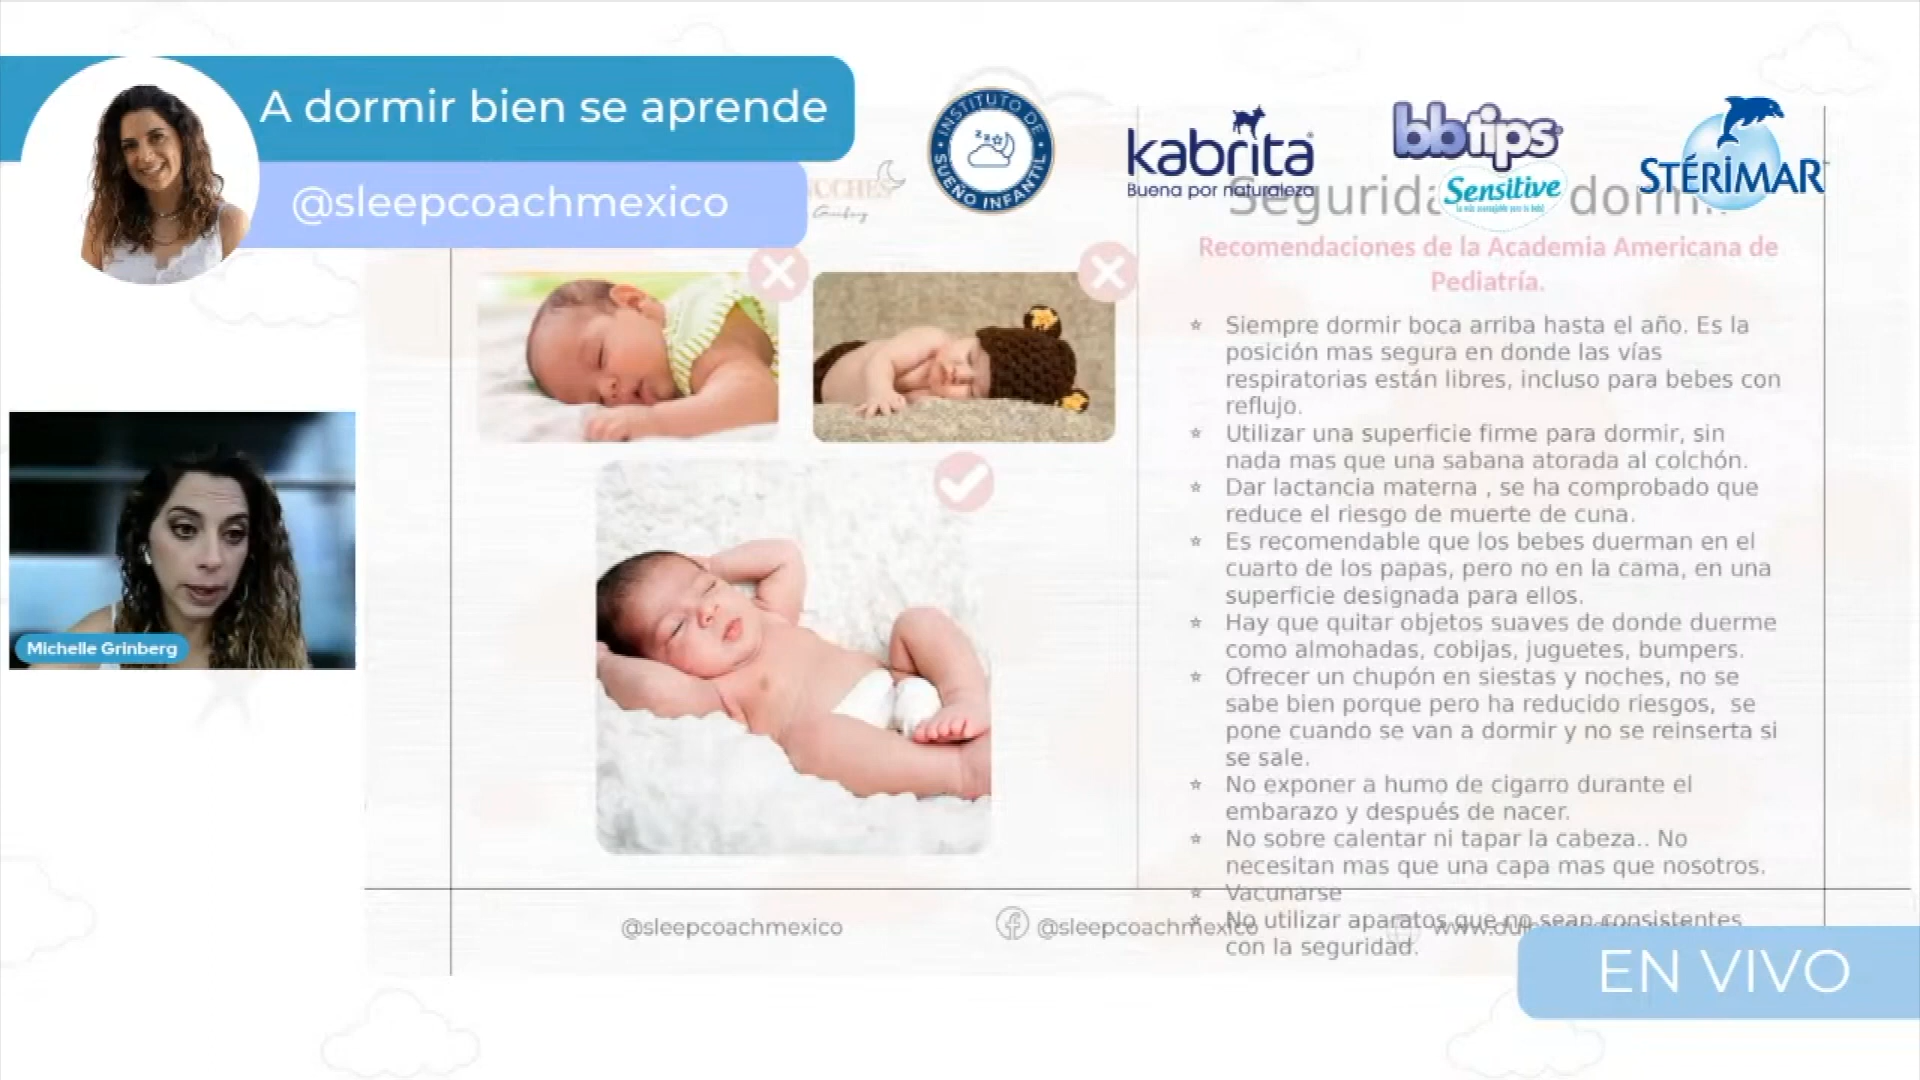 A dormir bien se aprende
@sleepcoachmexico
NOCHES
INSTITUTO DE SUEÑO INFANTIL
kabrita
Buena por naturaleza
bbtips
Sensitive
STÉRIMAR
Seguridad dormir
Recomendaciones de la Academia Americana de
Pediatría.
Siempre dormir boca arriba hasta el año. Es la
posición mas segura en donde las vías
respiratorias están libres, incluso para bebes con
reflujo.
Utilizar una superficie firme para dormir, sin
nada mas que una sabana atorada al colchón.
Dar lactancia materna , se ha comprobado que
reduce el riesgo de muerte de cuna.
Es recomendable que los bebes duerman en el
cuarto de los papas, pero no en la cama, en una
superficie designada para ellos.
Hay que quitar objetos suaves de donde duerme
como almohadas, cobijas, juguetes, bumpers.
Ofrecer un chupón en siestas y noches, no se
sabe bien porque pero ha reducido riesgos, se
pone cuando se van a dormir y no se reinserta si
se sale.
No exponer a humo de cigarro durante el
embarazo y después de nacer.
No sobre calentar ni tapar la cabeza.. No
necesitan mas que una capa mas que nosotros.
Vacunarse
No utilizar aparatos que no sean consistentes
con la seguridad.
Michelle Grinberg
@sleepcoachmexico
@sleepcoachmexico
EN VIVO